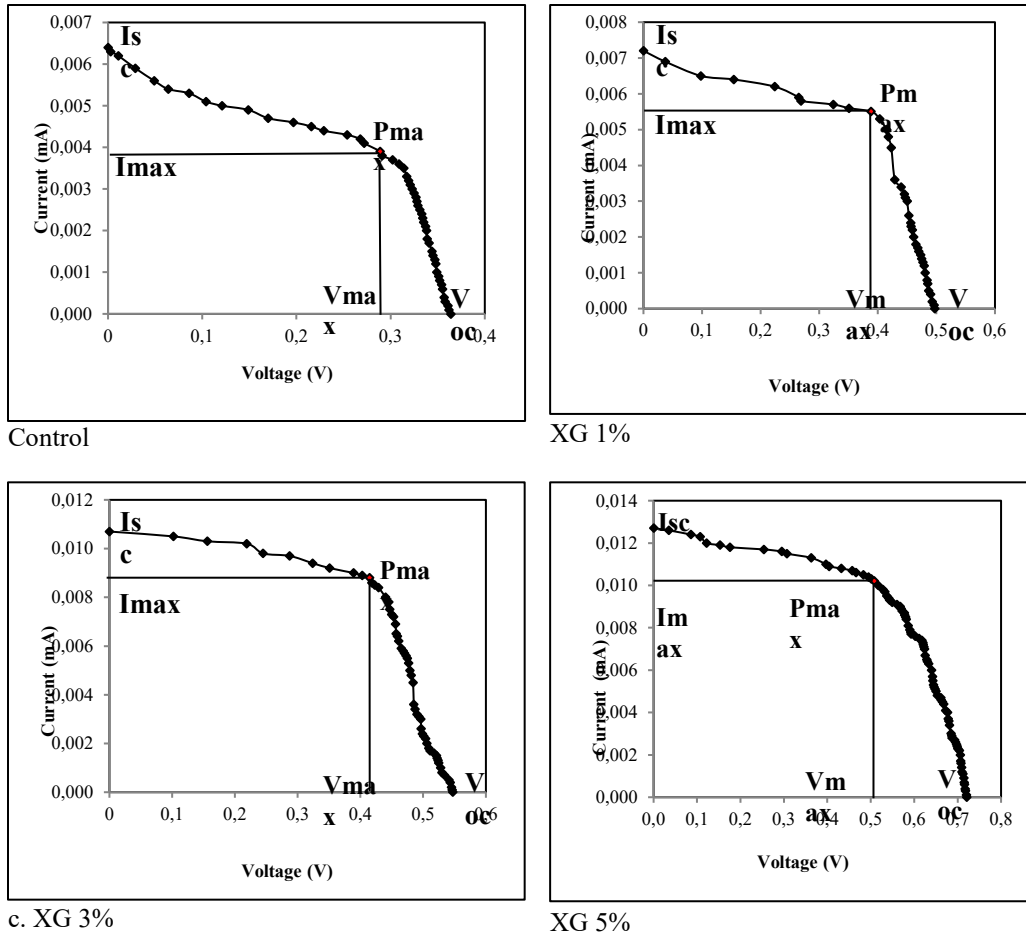 0,007
0,006
0,005
0,004
0,003
0,002
0,001
0,000
Current (mA)
Is
c
Pma
x
Imax
Vma
x
V
oc
0
0,1
0,2
0,3
0,4
Voltage (V)
Control
0,008
0,007
0,006
0,005
0,004
0,003
0,002
0,001
0,000
Current (mA)
Is
c
Pm
ax
Imax
Vm
ax
V
oc
0
0,1
0,2
0,3
0,4
0,5
0,6
Voltage (V)
XG 1%
0,012
0,010
0,008
0,006
0,004
0,002
0,000
Current (mA)
Is
c
Pma
Imax
Vma
x
V
oc
0
0,1
0,2
0,3
0,4
0,5
0,6
Voltage (V)
c. XG 3%
0,014
0,012
0,010
0,008
0,006
0,004
0,002
0,000
Current (mA)
Isc
Im
ax
Pma
x
Vm
ax
V
oc
0,0
0,1
0,2
0,3
0,4
0,5
0,6
0,7
0,8
Voltage (V)
XG 5%